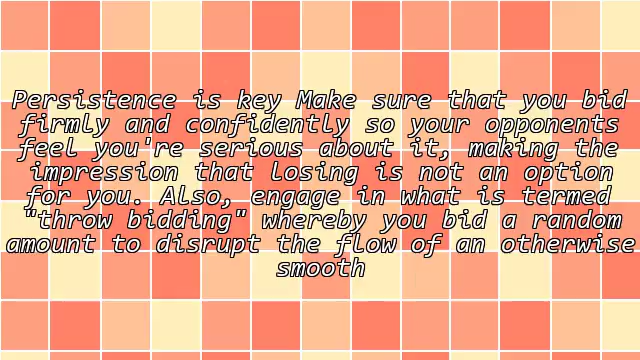 Persistence is key Make sure that you bid
firmly and confidently so your opponents
feel you're serious about it, making the
impression that losing is not an option
for you. Also, engage in what is termed
"throw bidding" whereby you bid a random
amount to disrupt the flow of an otherwise
smooth